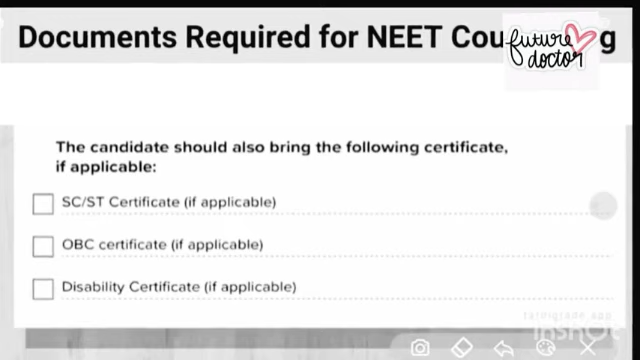 Documents Required for NEET Cou g
future
doctor
The candidate should also bring the following certificate,
if applicable:
SC/ST Certificate (if applicable)
OBC certificate (if applicable)
Disability Certificate (if applicable)
InShOt